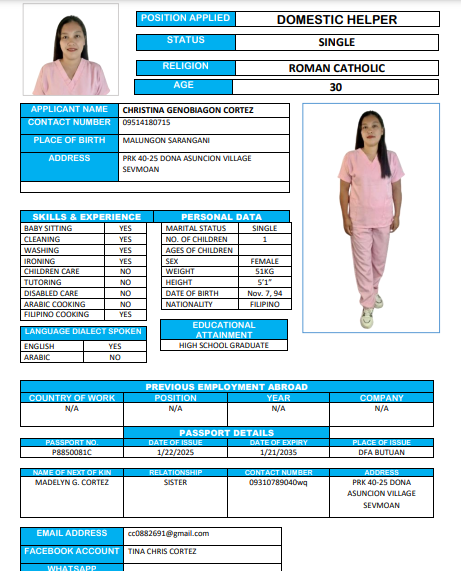 POSITION APPLIED DOMESTIC HELPER
STATUS SINGLE
RELIGION ROMAN CATHOLIC
AGE 30
APPLICANT NAME CHRISTINA GENOBIAGON CORTEZ
CONTACT NUMBER 09514180715
PLACE OF BIRTH MALUNGON SARANGANI
ADDRESS PRK 40-25 DONA ASUNCION VILLAGE
SEVMOAN
SKILLS & EXPERIENCE
BABY SITTING YES
CLEANING YES
WASHING YES
IRONING YES
CHILDREN CARE NO
TUTORING NO
DISABLED CARE NO
ARABIC COOKING NO
FILIPINO COOKING YES
LANGUAGE DIALECT SPOKEN
ENGLISH YES
ARABIC NO
PERSONAL DATA
MARITAL STATUS SINGLE
NO. OF CHILDREN 1
AGES OF CHILDREN
SEX FEMALE
WEIGHT 51KG
HEIGHT 5'1"
DATE OF BIRTH Nov. 7, 94
NATIONALITY FILIPINO
EDUCATIONAL
ATTAINMENT
HIGH SCHOOL GRADUATE
PREVIOUS EMPLOYMENT ABROAD
COUNTRY OF WORK POSITION YEAR COMPANY
N/A N/A N/A N/A
PASSPORT DETAILS
PASSPORT NO. DATE OF ISSUE DATE OF EXPIRY PLACE OF ISSUE
P8850081C 1/22/2025 1/21/2035 DFA BUTUAN
NAME OF NEXT OF KIN RELATIONSHIP CONTACT NUMBER ADDRESS
MADELYN G. CORTEZ SISTER 09310789040wq PRK 40-25 DONA
ASUNCION VILLAGE
SEVMOAN
EMAIL ADDRESS cc0882691@gmail.com
FACEBOOK ACCOUNT TINA CHRIS CORTEZ
WHATSAPP